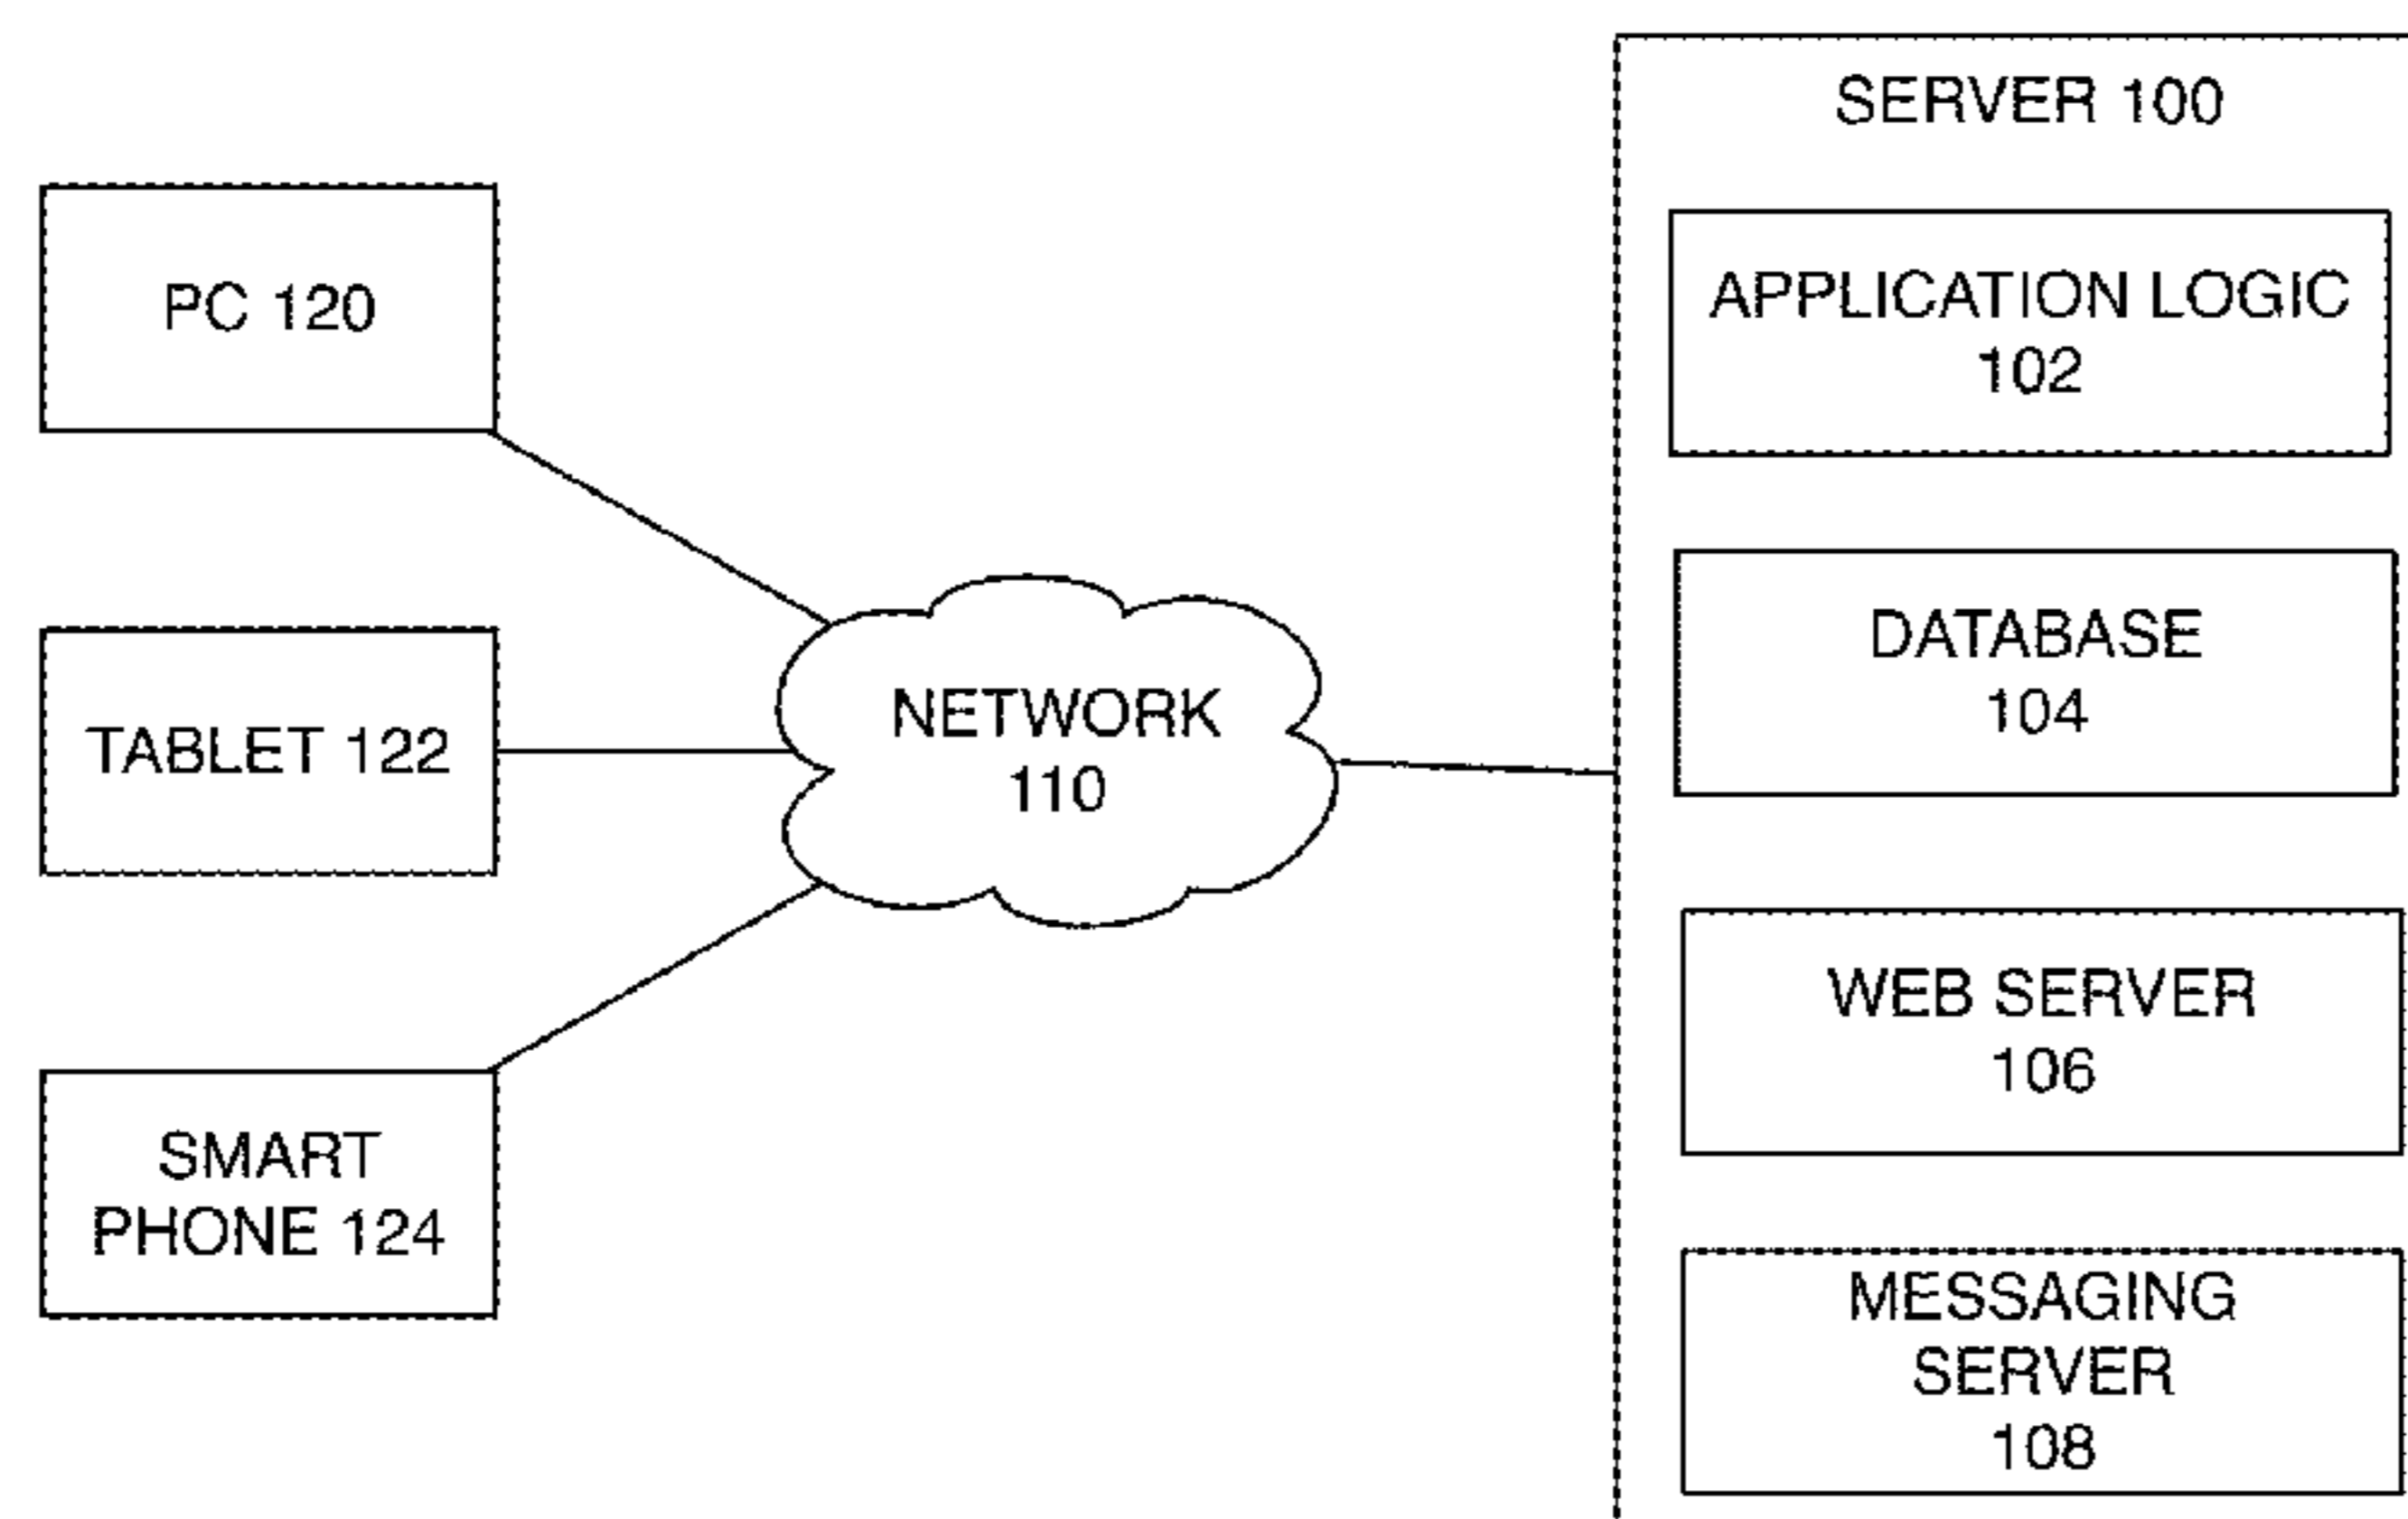 SERVER 100
PC 120
APPLICATION LOGIC
102
DATABASE
104
NETWORK
110
TABLET 122
WEB SERVER
106
SMART
PHONE 124
MESSAGING
SERVER
108